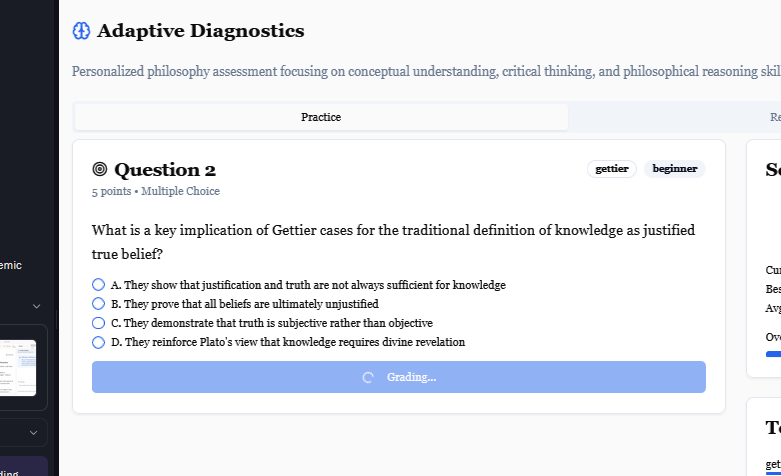 Adaptive Diagnostics
Personalized philosophy assessment focusing on conceptual understanding, critical thinking, and philosophical reasoning skil
Practice
Re
Question 2
gettier
beginner
5 points • Multiple Choice
What is a key implication of Gettier cases for the traditional definition of knowledge as justified
true belief?
A. They show that justification and truth are not always sufficient for knowledge
B. They prove that all beliefs are ultimately unjustified
C. They demonstrate that truth is subjective rather than objective
D. They reinforce Plato's view that knowledge requires divine revelation
Grading...
emic
ding
Cur
Bes
Avg
Ove
get